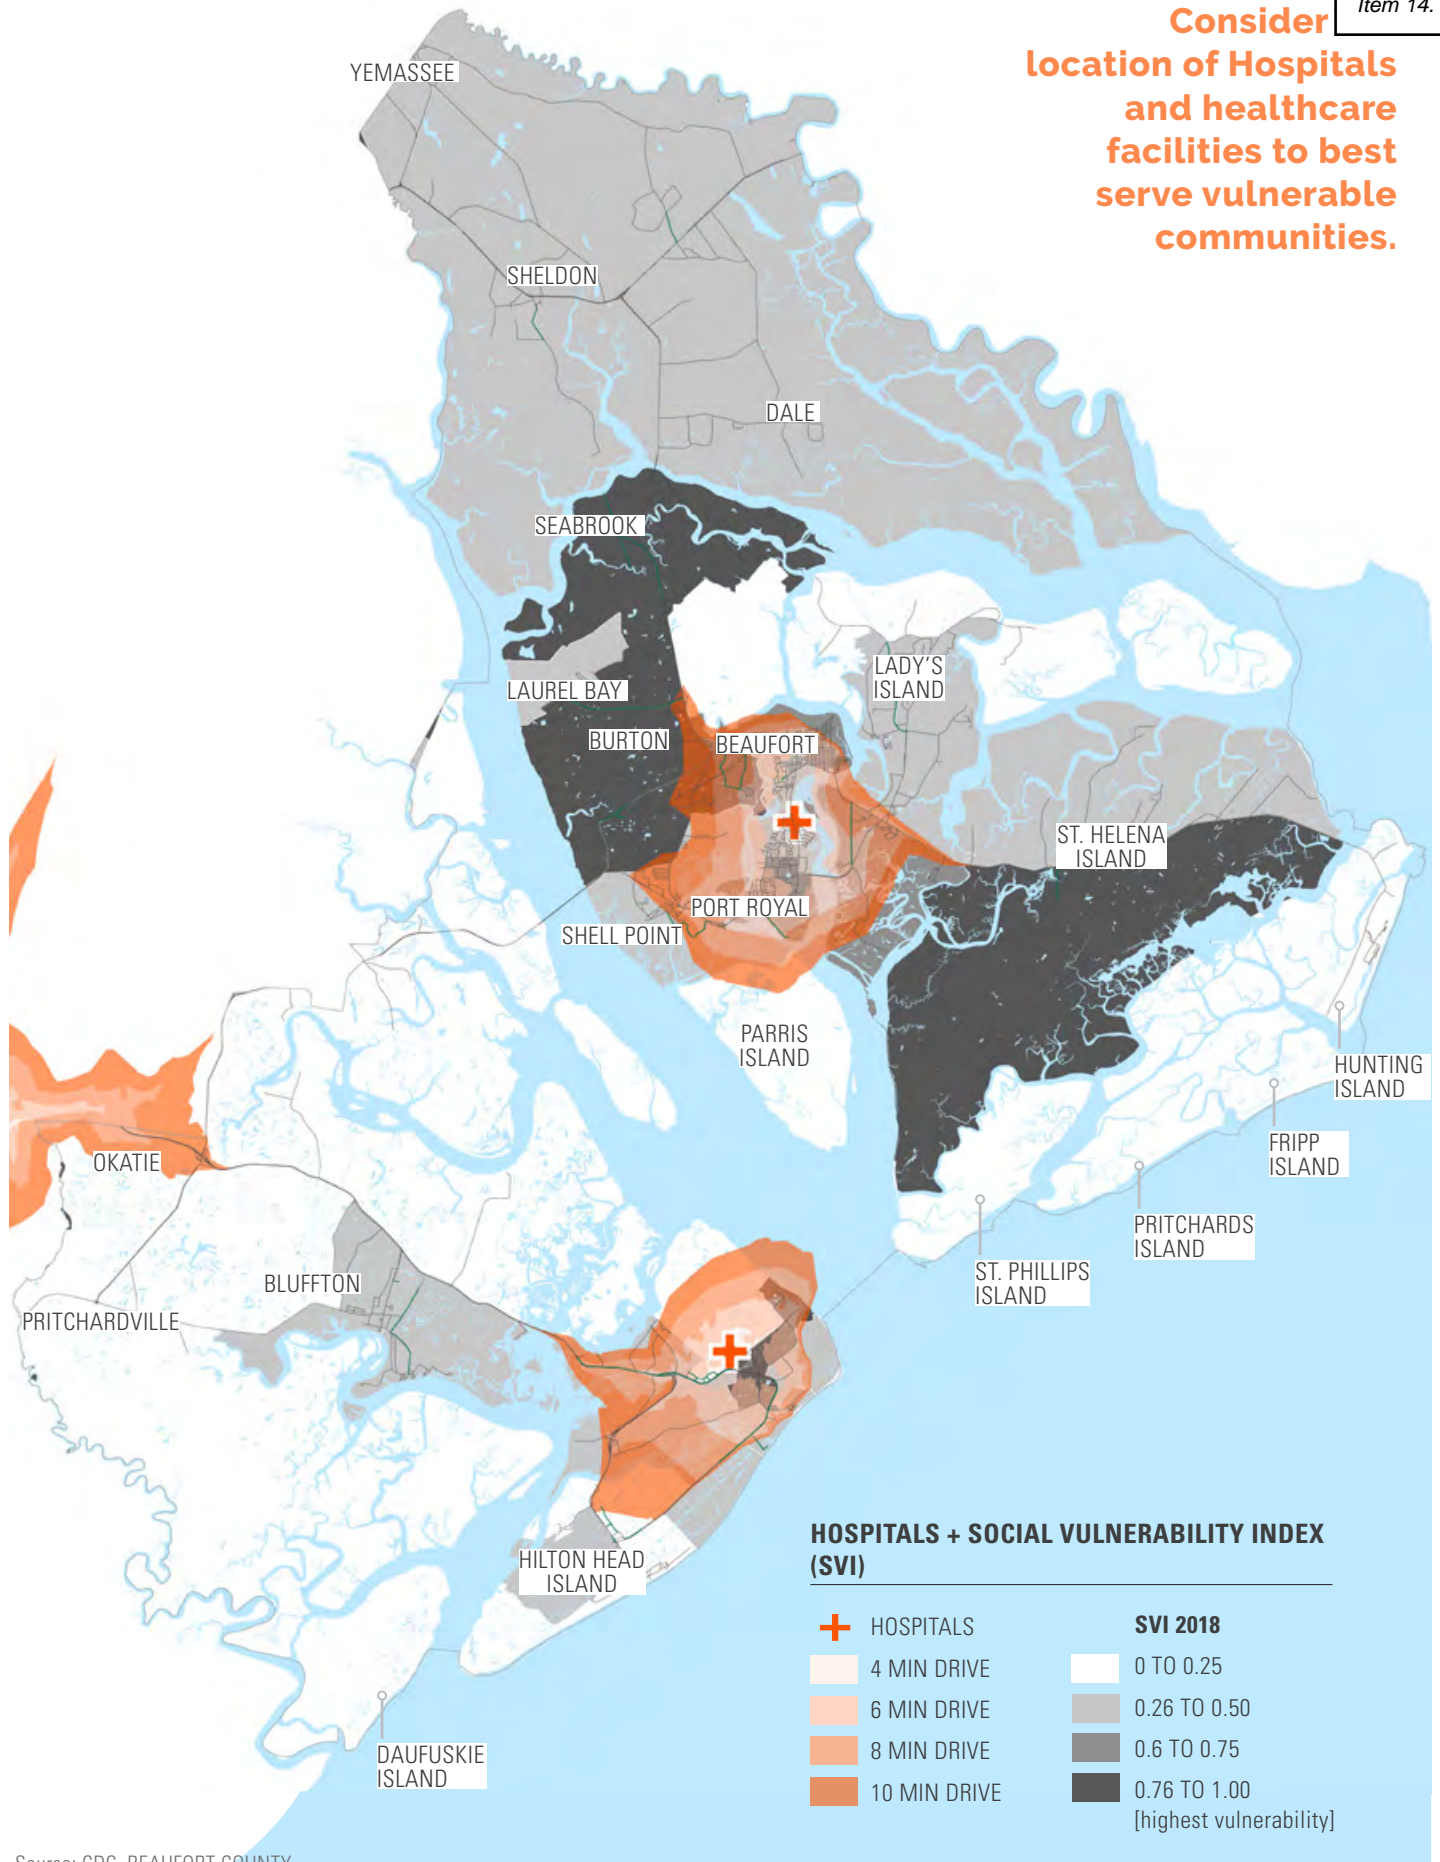 Item 14.
Consider
location of Hospitals
and healthcare
facilities to best
serve vulnerable
communities.
YEMASSEE
SHELDON
DALE
SEABROOK
LADY'S
ISLAND
LAUREL BAY
BURTON
BEAUFORT
ST. HELENA
ISLAND
PORT ROYAL
SHELL POINT
PARRIS
ISLAND
HUNTING
ISLAND
FRIPP
ISLAND
OKATIE
PRITCHARDS
ISLAND
ST. PHILLIPS
ISLAND
BLUFFTON
PRITCHARDVILLE
HILTON HEAD
ISLAND
DAUFUSKIE
ISLAND
HOSPITALS + SOCIAL VULNERABILITY INDEX
(SVI)
HOSPITALS
4 MIN DRIVE
6 MIN DRIVE
8 MIN DRIVE
10 MIN DRIVE
SVI 2018
0 TO 0.25
0.26 TO 0.50
0.6 TO 0.75
0.76 TO 1.00
[highest vulnerability]
Source: CDC, BEAUFORT COUNTY